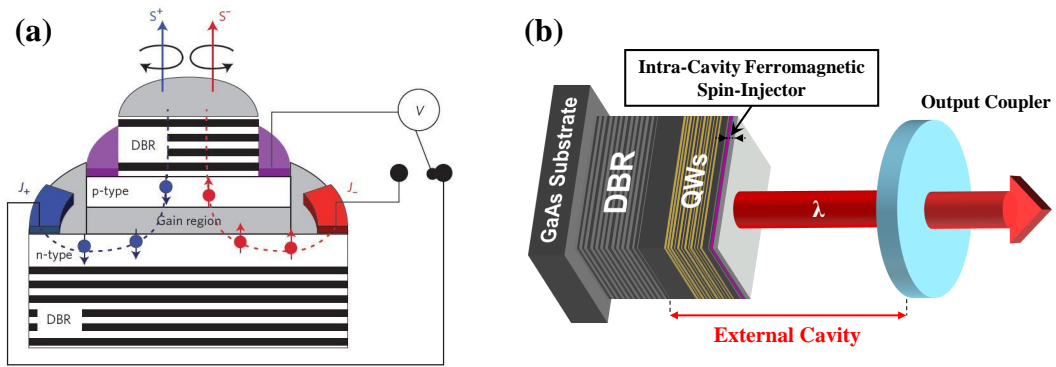 (a)
S+
S−
V
DBR
J+
J−
p-type
Gain region
n-type
DBR
(b)
Intra-Cavity Ferromagnetic
Spin-Injector
Output Coupler
GaAs Substrate
DBR
QWs
λ
External Cavity